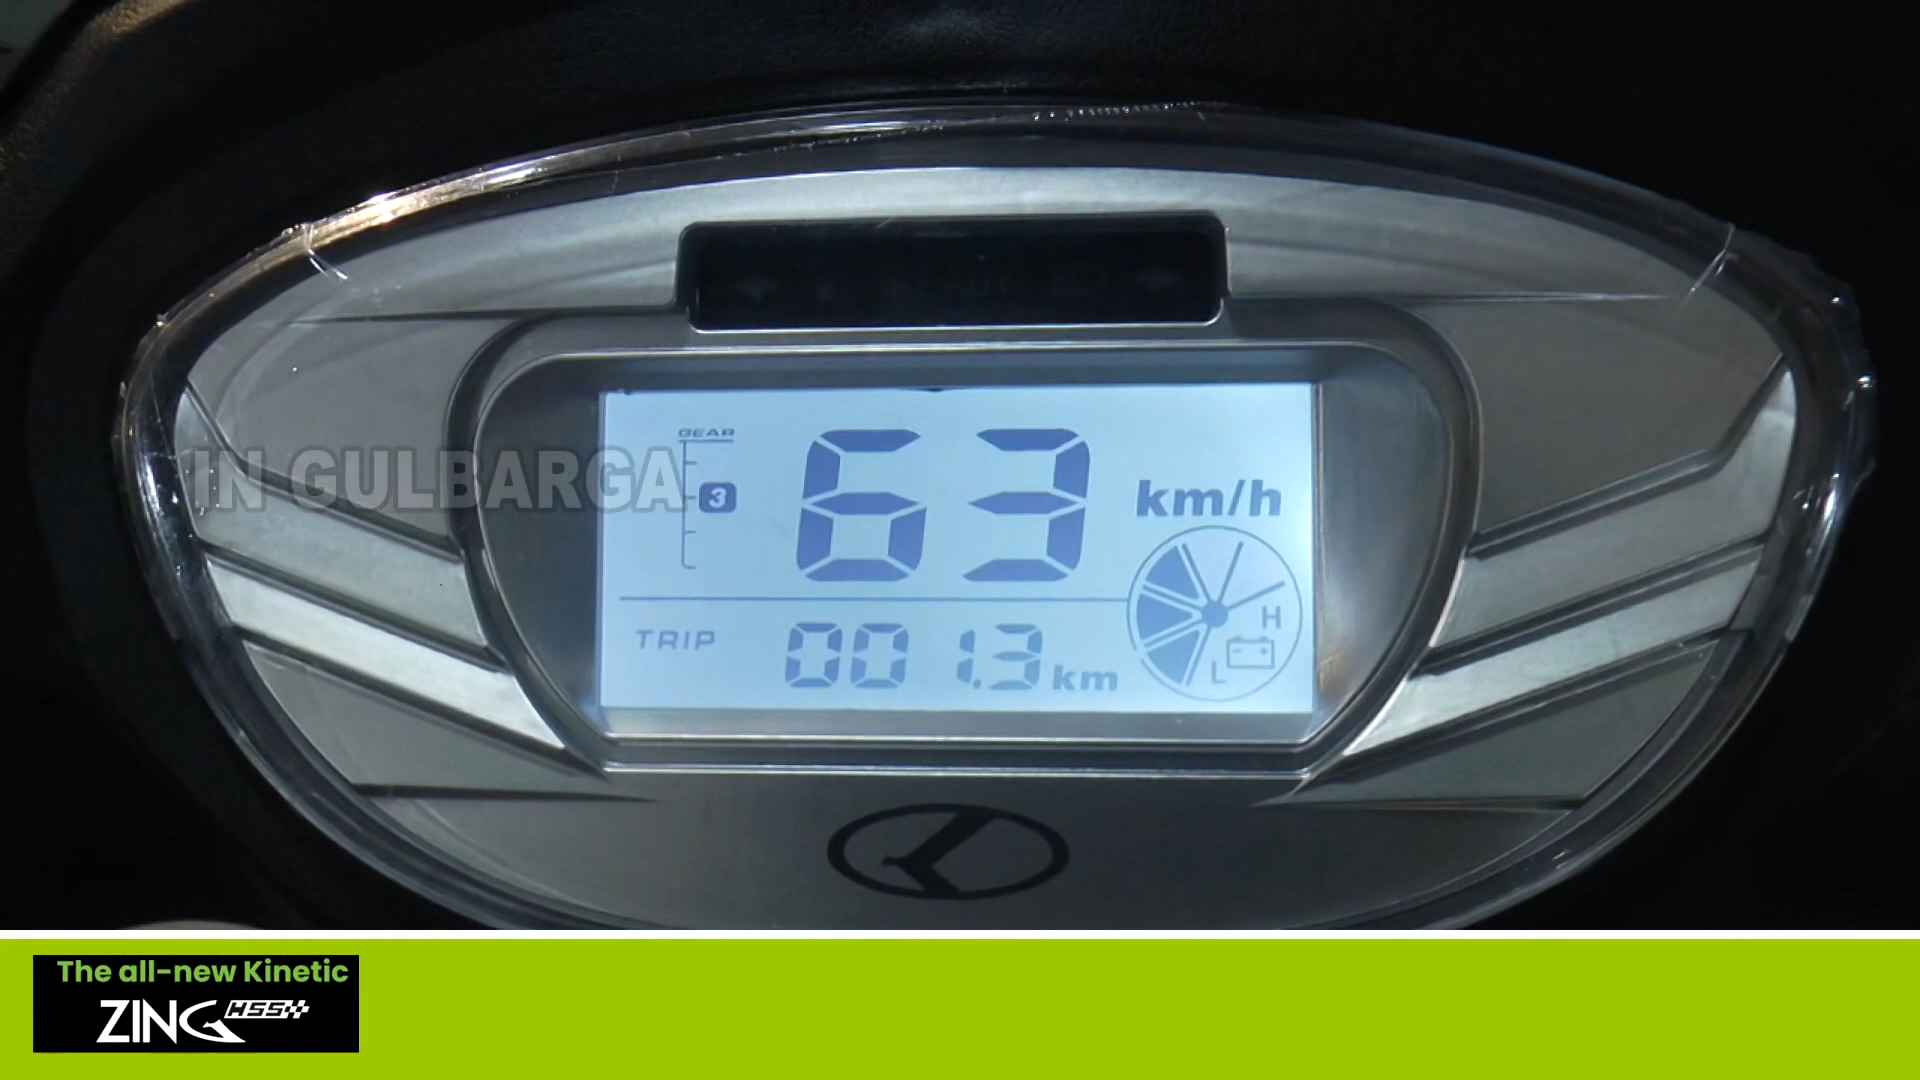 GEAR
3
63 km/h
IN GULBARGA
TRIP 001.3 km
H
L
The all-new Kinetic
ZING HSS